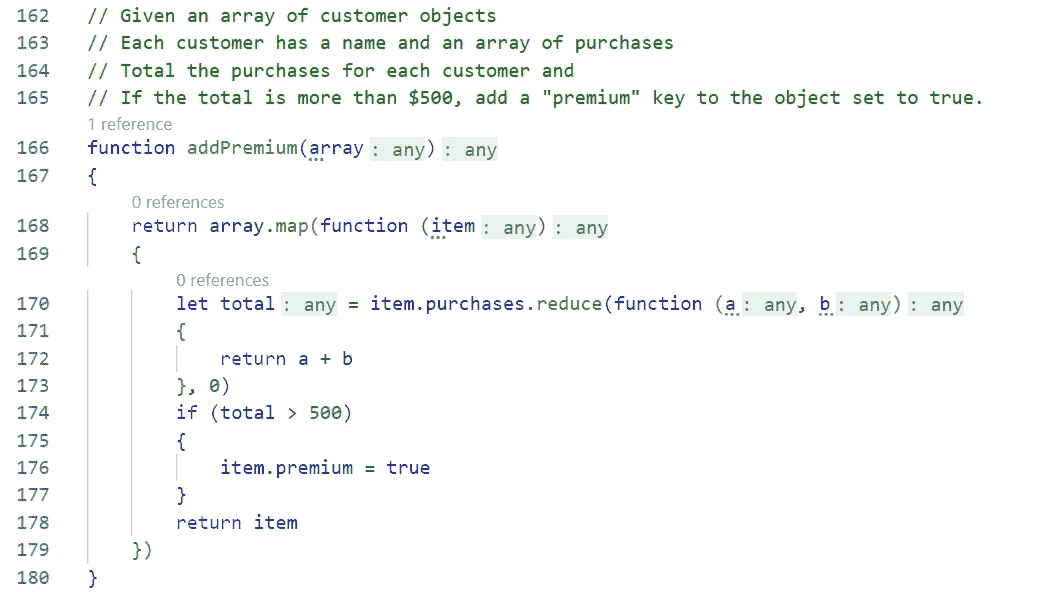 162 // Given an array of customer objects
163 // Each customer has a name and an array of purchases
164 // Total the purchases for each customer and
165 // If the total is more than $500, add a "premium" key to the object set to true.
1 reference
166 function addPremium(array: any): any
167 {
0 references
168 return array.map(function (item: any): any
169 {
0 references
170 let total: any = item.purchases.reduce(function (a: any, b: any): any
171 {
172 return a + b
173 }, 0)
174 if (total > 500)
175 {
176 item.premium = true
177 }
178 return item
179 })
180 }